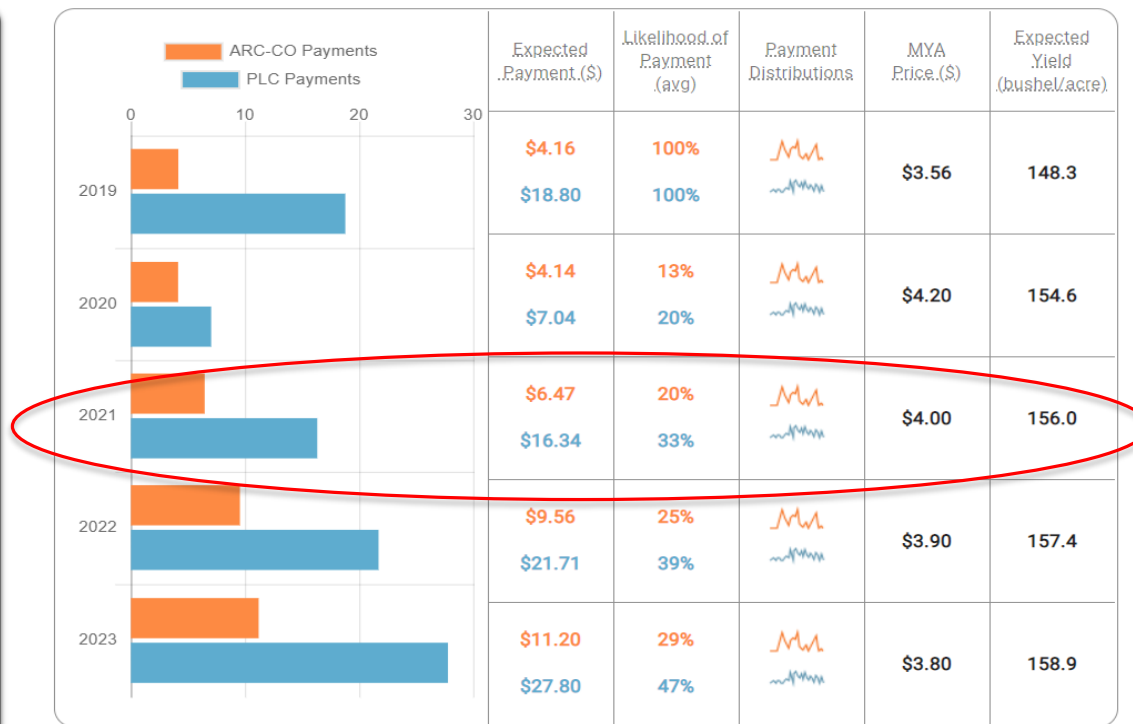 ARC-CO Payments
PLC Payments
Expected
Payment ($)
Likelihood of
Payment
(avg)
Payment
Distributions
MYA
Price ($)
Expected
Yield
(bushel/acre)
0 10 20 30
2019
$4.16 100%
$18.80 100%
$3.56 148.3
2020
$4.14 13%
$7.04 20%
$4.20 154.6
2021
$6.47 20%
$16.34 33%
$4.00 156.0
2022
$9.56 25%
$21.71 39%
$3.90 157.4
2023
$11.20 29%
$27.80 47%
$3.80 158.9